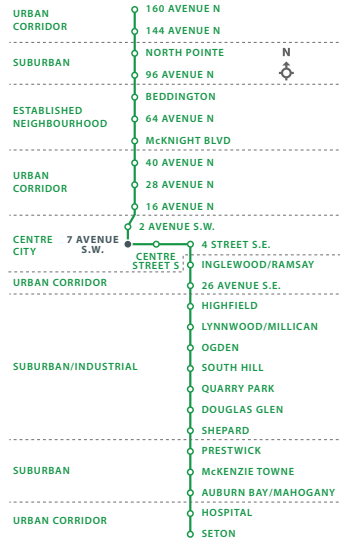 URBAN
CORRIDOR
160 AVENUE N
144 AVENUE N
N
SUBURBAN
NORTH POINTE
96 AVENUE N
ESTABLISHED
NEIGHBOURHOOD
BEDDINGTON
64 AVENUE N
McKNIGHT BLVD
URBAN
CORRIDOR
40 AVENUE N
28 AVENUE N
16 AVENUE N
CENTRE
CITY
2 AVENUE S.W.
7 AVENUE
S.W.
CENTRE
STREET S
4 STREET S.E.
INGLEWOOD/RAMSAY
URBAN CORRIDOR
26 AVENUE S.E.
SUBURBAN/INDUSTRIAL
HIGHFIELD
LYNNWOOD/MILLICAN
OGDEN
SOUTH HILL
QUARRY PARK
DOUGLAS GLEN
SHEPARD
SUBURBAN
PRESTWICK
McKENZIE TOWNE
AUBURN BAY/MAHOGANY
URBAN CORRIDOR
HOSPITAL
SETON